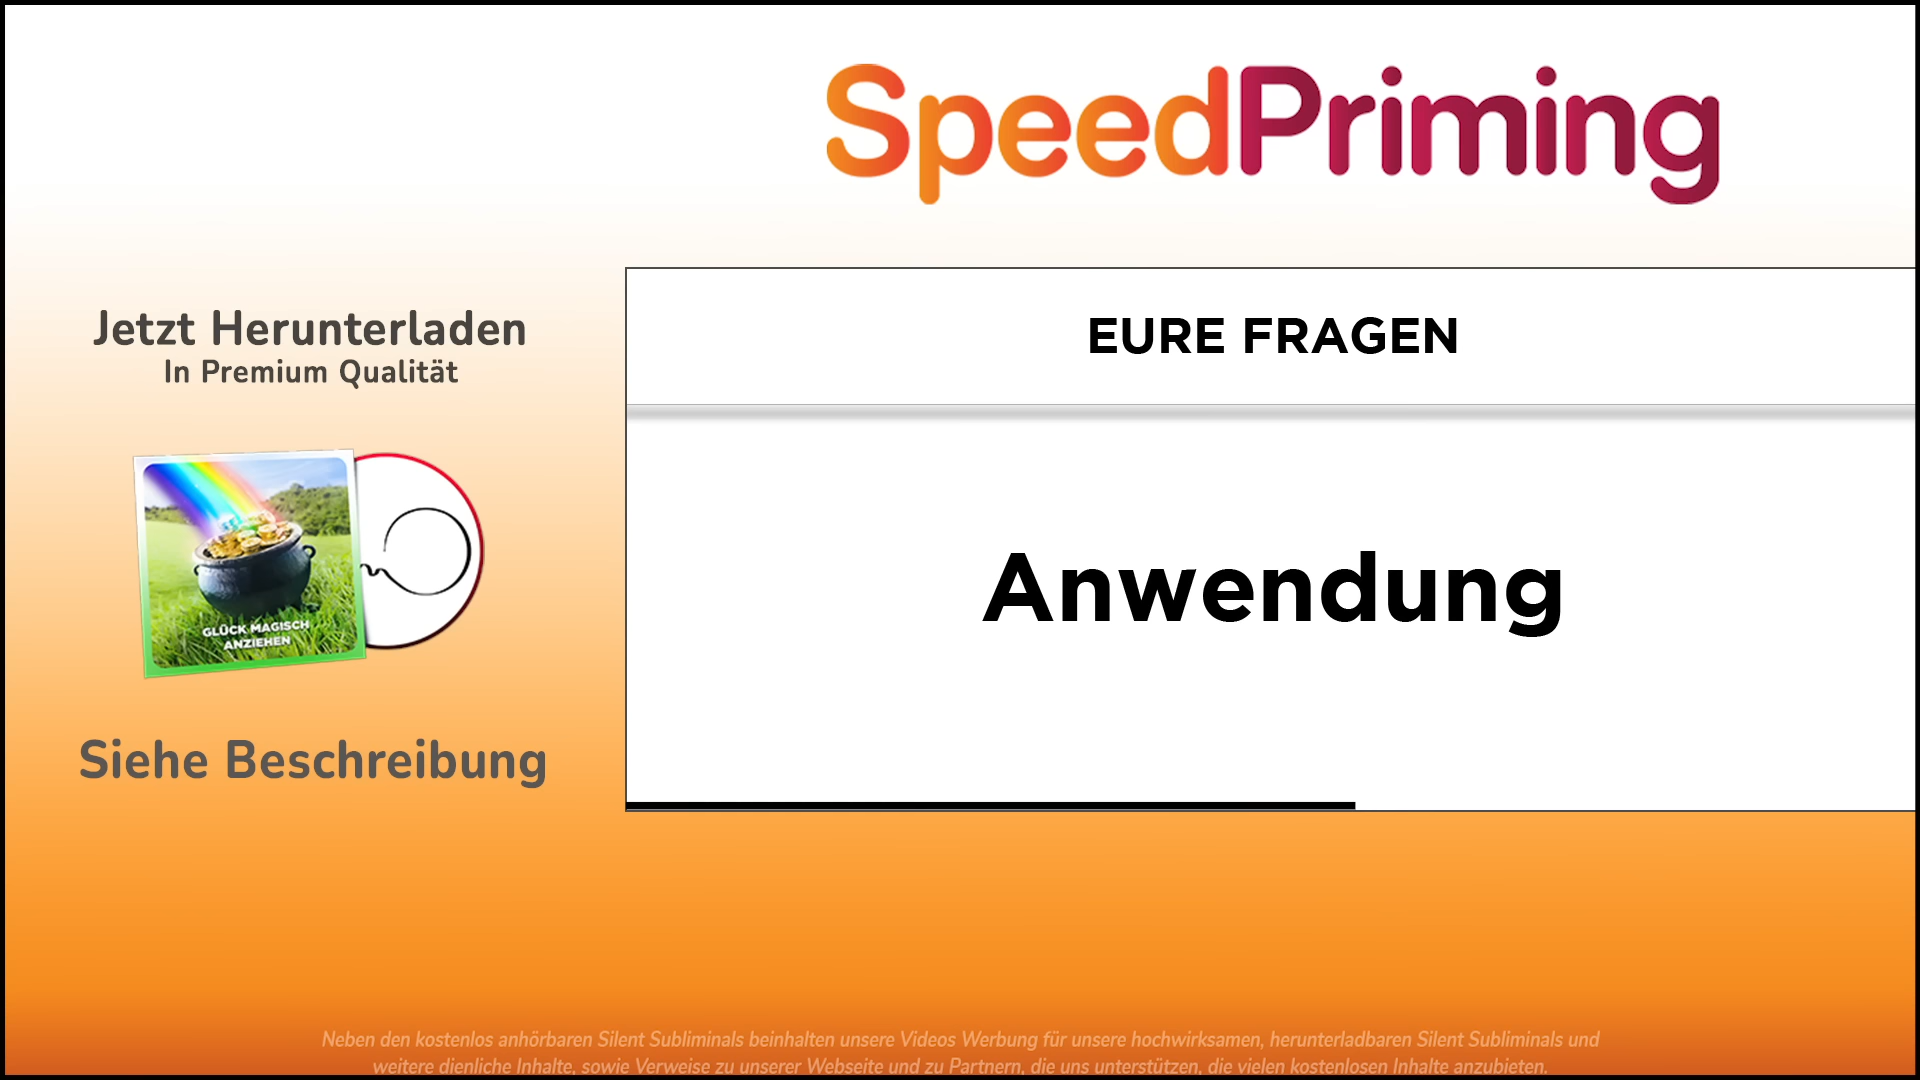 SpeedPriming
Jetzt Herunterladen
In Premium Qualität
GLÜCK MAGISCH
ANZIEHEN
Siehe Beschreibung
EURE FRAGEN
Anwendung
Neben den kostenlos anhörbaren Silent Subliminals beinhalten unsere Videos Werbung für unsere hochwirksamen, herunterladbaren Silent Subliminals und
weitere dienliche Inhalte, sowie Verweise zu unserer Webseite und zu Partnern, die uns unterstützen, die vielen kostenlosen Inhalte anzubieten.